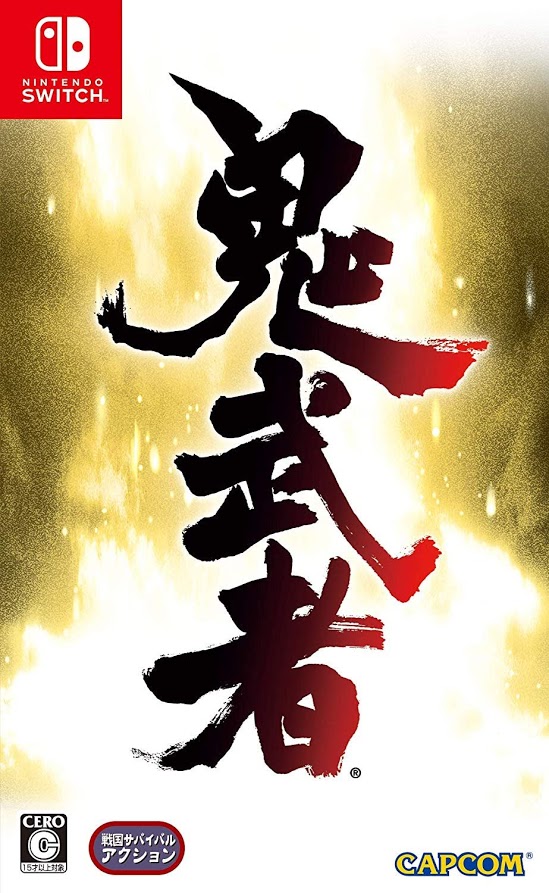 NINTENDO
SWITCH™
鬼
武
者®
CERO
C
15才以上対象
戦国サバイバル
アクション
CAPCOM®